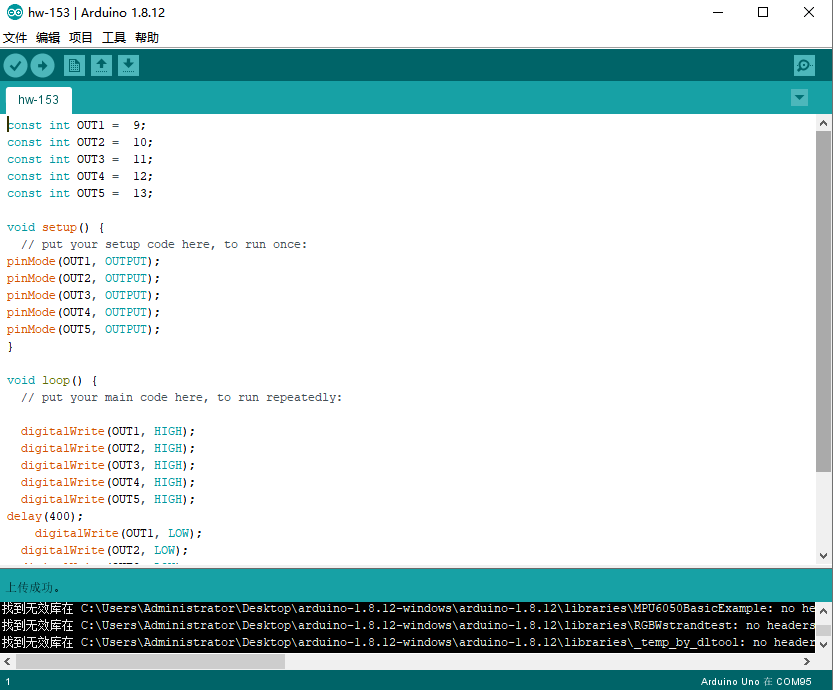 hw-153 | Arduino 1.8.12
文件 编辑 项目 工具 帮助
hw-153
const int OUT1 =  9;
const int OUT2 =  10;
const int OUT3 =  11;
const int OUT4 =  12;
const int OUT5 =  13;
void setup() {
  // put your setup code here, to run once:
pinMode(OUT1, OUTPUT);
pinMode(OUT2, OUTPUT);
pinMode(OUT3, OUTPUT);
pinMode(OUT4, OUTPUT);
pinMode(OUT5, OUTPUT);
}
void loop() {
  // put your main code here, to run repeatedly:
  digitalWrite(OUT1, HIGH);
  digitalWrite(OUT2, HIGH);
  digitalWrite(OUT3, HIGH);
  digitalWrite(OUT4, HIGH);
  digitalWrite(OUT5, HIGH);
delay(400);
    digitalWrite(OUT1, LOW);
  digitalWrite(OUT2, LOW);
上传成功。
找到无效库在 C:\Users\Administrator\Desktop\arduino-1.8.12-windows\arduino-1.8.12\libraries\MPU6050BasicExample: no he
找到无效库在 C:\Users\Administrator\Desktop\arduino-1.8.12-windows\arduino-1.8.12\libraries\RGBWstrandtest: no headers
找到无效库在 C:\Users\Administrator\Desktop\arduino-1.8.12-windows\arduino-1.8.12\libraries\_temp_by_dltool: no header
1
Arduino Uno 在 COM95